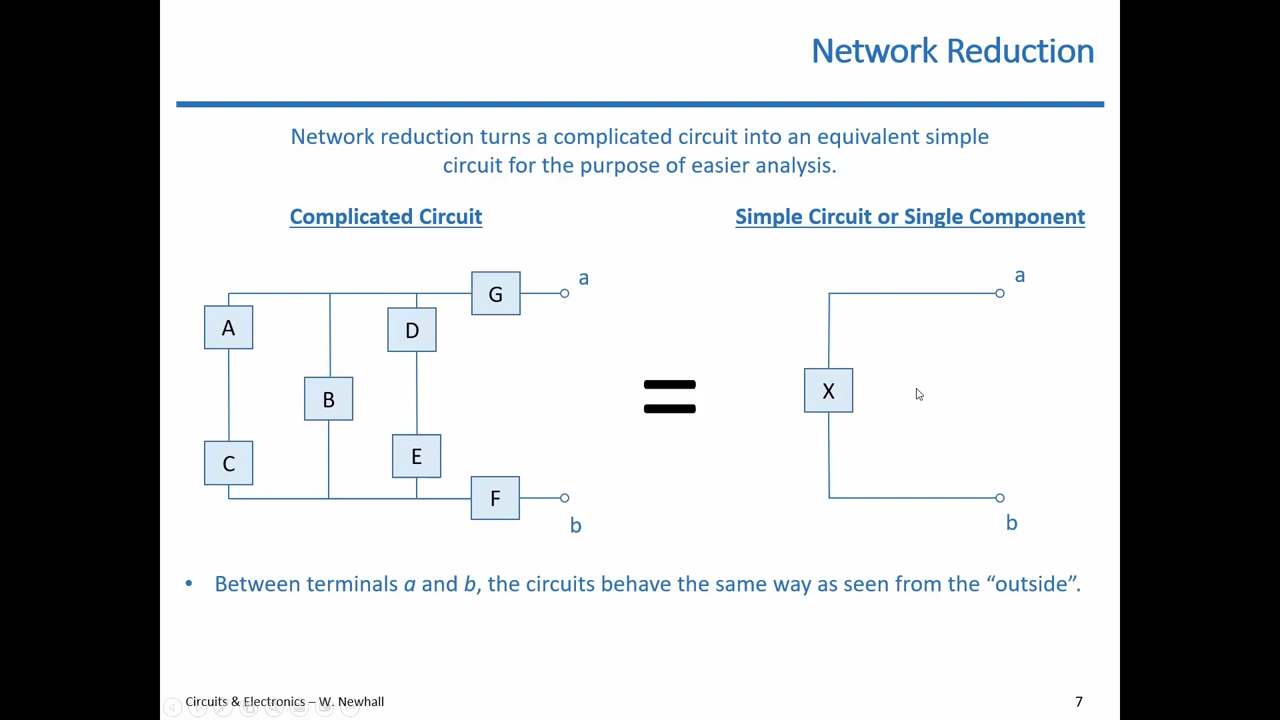 Network Reduction
Network reduction turns a complicated circuit into an equivalent simple
circuit for the purpose of easier analysis.
Complicated Circuit
Simple Circuit or Single Component
A
B
C
D
E
G
F
a
b
=
X
a
b
• Between terminals a and b, the circuits behave the same way as seen from the “outside”.
Circuits & Electronics – W. Newhall
7